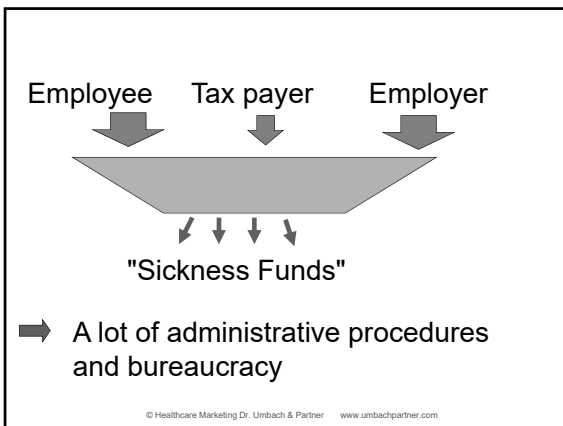 Employee Tax payer Employer
"Sickness Funds"
A lot of administrative procedures
and bureaucracy
© Healthcare Marketing Dr. Umbach & Partner www.umbachpartner.com